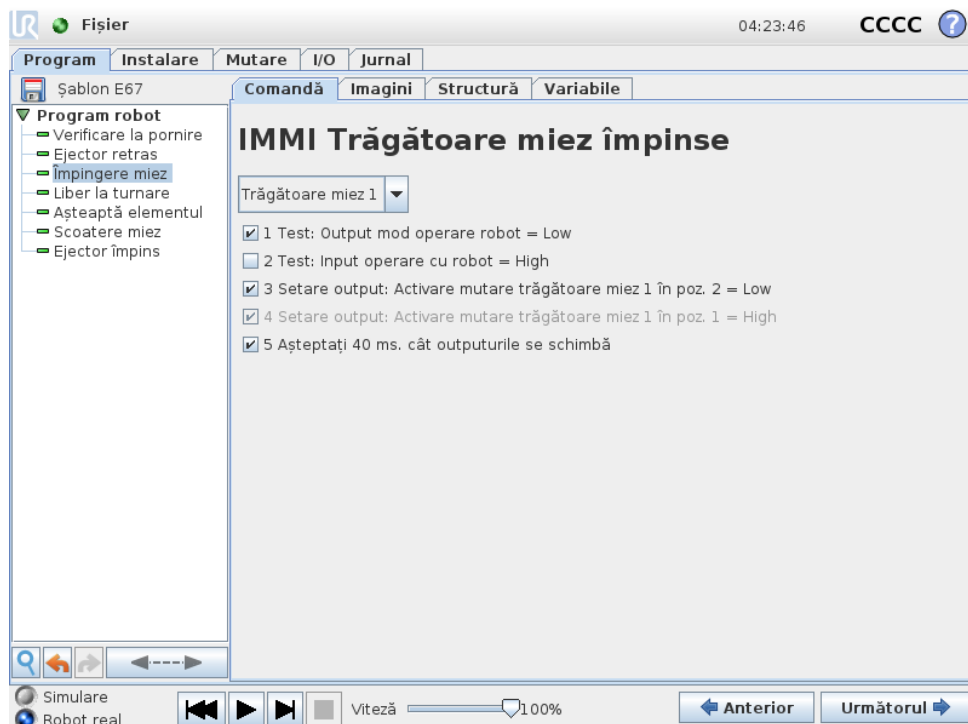 UR Fișier 04:23:46 CCCC ?
Program Instalare Mutare I/O Jurnal
Șablon E67
Comandă Imagini Structură Variabile
Program robot
Verificare la pornire
Ejector retras
Împingere miez
Liber la turnare
Așteaptă elementul
Scoatere miez
Ejector împins
IMMI Trăgătoare miez împinse
Trăgătoare miez 1
1 Test: Output mod operare robot = Low
2 Test: Input operare cu robot = High
3 Setare output: Activare mutare trăgătoare miez 1 în poz. 2 = Low
4 Setare output: Activare mutare trăgătoare miez 1 în poz. 1 = High
5 Așteptați 40 ms. cât outputurile se schimbă
Simulare
Robot real
Viteză 100%
Anterior Următorul